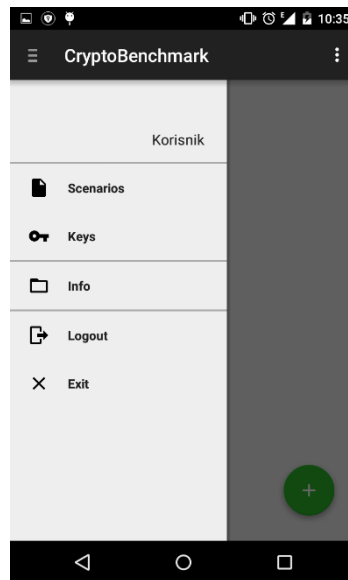 E 10:35
CryptoBenchmark
Korisnik
Scenarios
Keys
Info
Logout
Exit